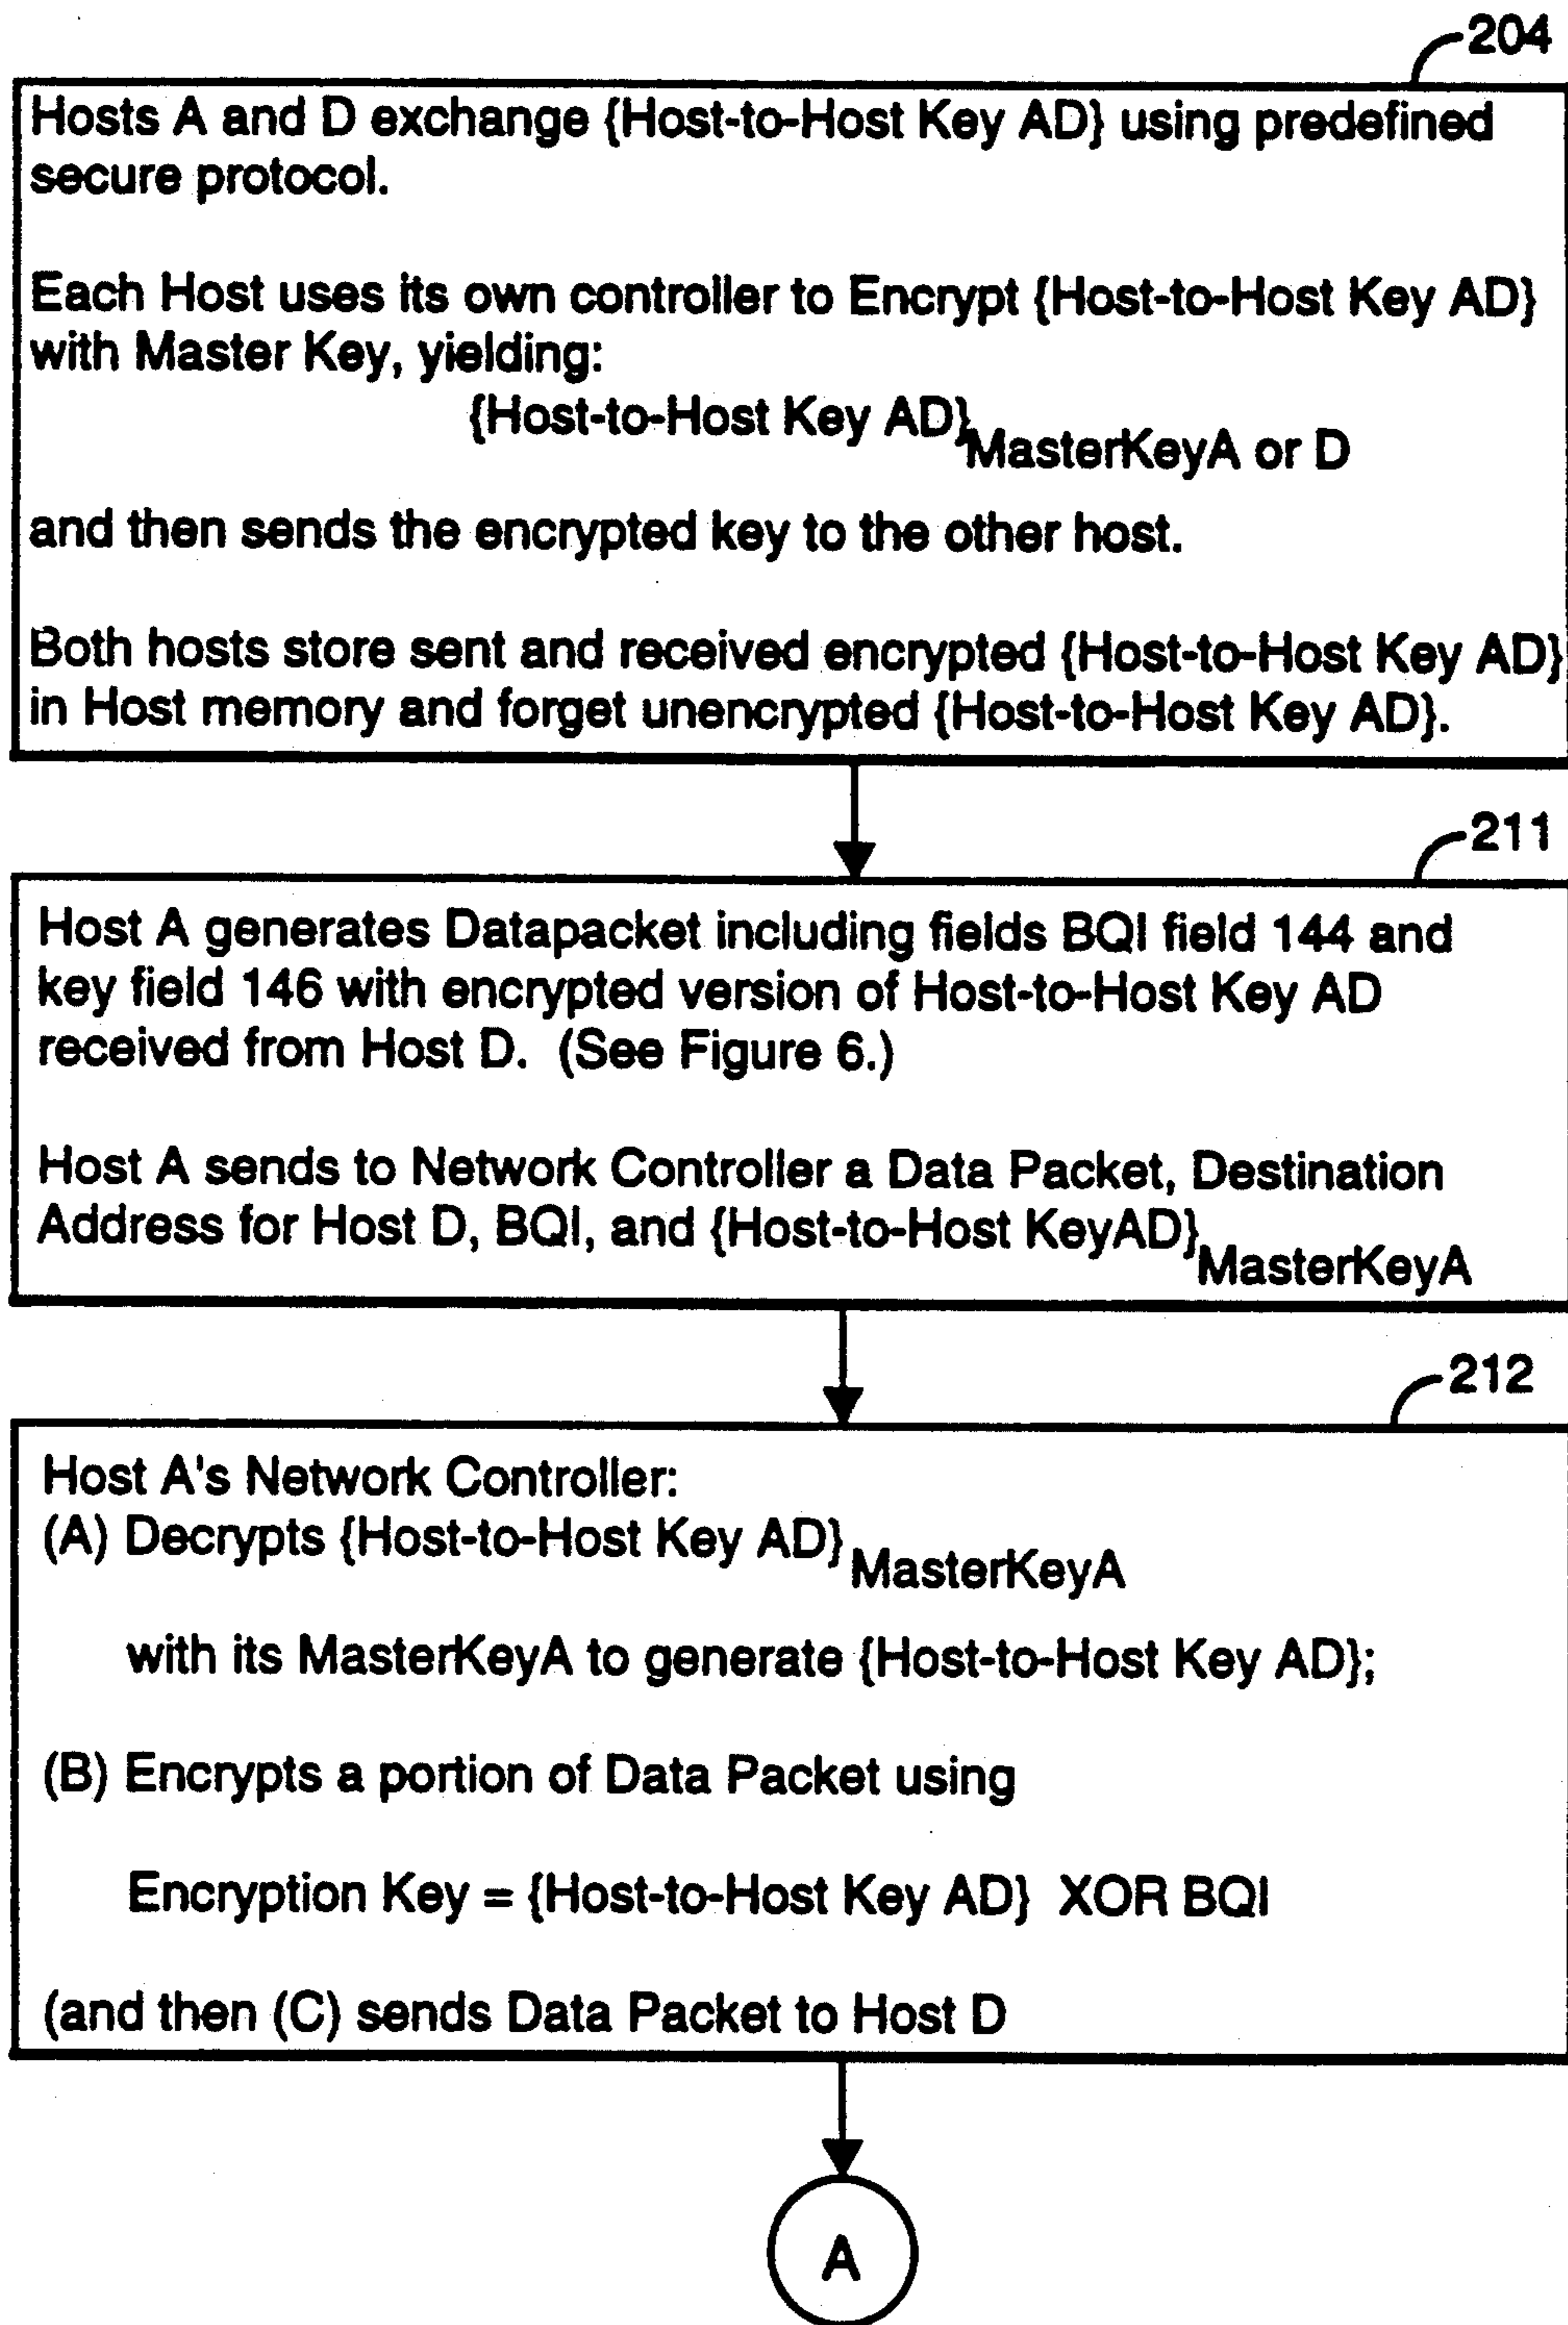 204
Hosts A and D exchange {Host-to-Host Key AD} using predefined
secure protocol.
Each Host uses its own controller to Encrypt {Host-to-Host Key AD}
with Master Key, yielding:
{Host-to-Host Key AD}MasterKeyA or D
and then sends the encrypted key to the other host.
Both hosts store sent and received encrypted {Host-to-Host Key AD}
in Host memory and forget unencrypted {Host-to-Host Key AD}.
211
Host A generates Datapacket including fields BQI field 144 and
key field 146 with encrypted version of Host-to-Host Key AD
received from Host D. (See Figure 6.)
Host A sends to Network Controller a Data Packet, Destination
Address for Host D, BQI, and {Host-to-Host KeyAD}MasterKeyA
212
Host A's Network Controller:
(A) Decrypts {Host-to-Host Key AD}MasterKeyA
with its MasterKeyA to generate {Host-to-Host Key AD};
(B) Encrypts a portion of Data Packet using
Encryption Key = {Host-to-Host Key AD} XOR BQI
(and then (C) sends Data Packet to Host D
A